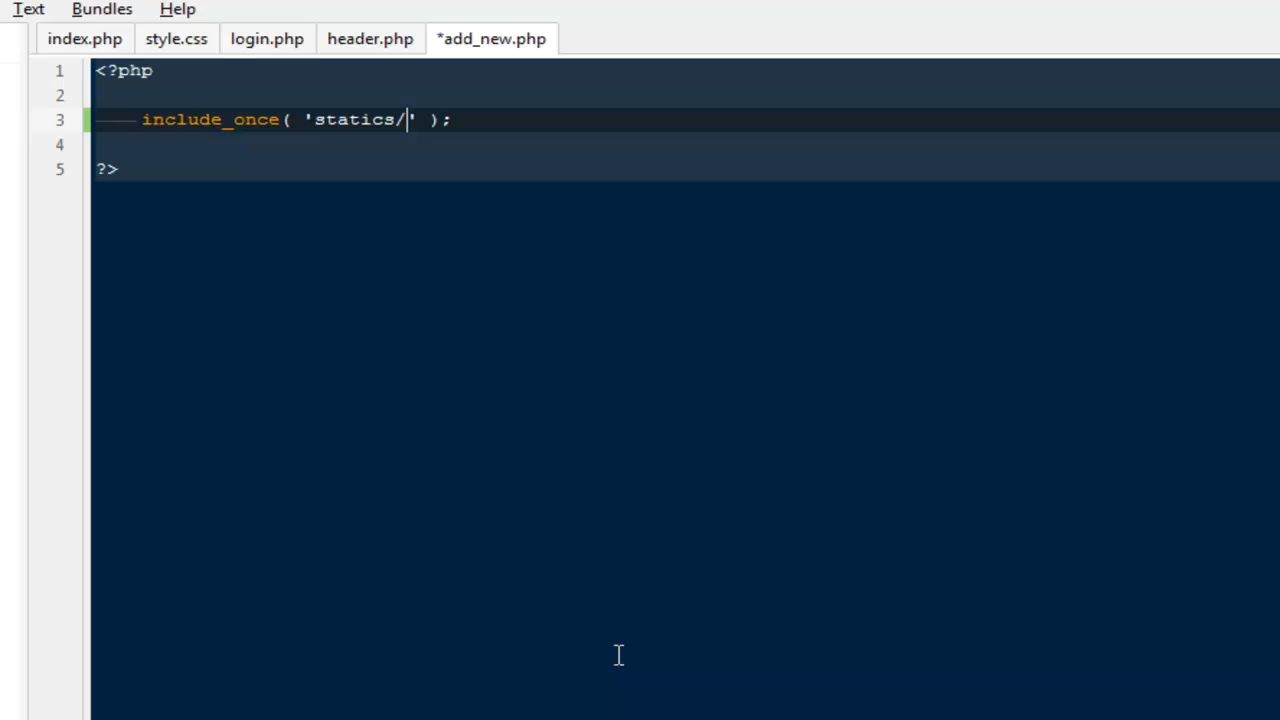 Text Bundles Help
index.php style.css login.php header.php *add_new.php
1 <?php
2
3 include_once( 'statics/' );
4
5 ?>